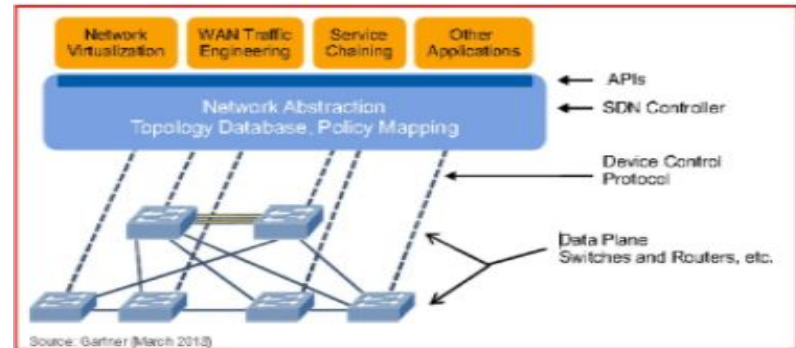 Network
Virtualization
WAN Traffic
Engineering
Service
Chaining
Other
Applications
APIs
Network Abstraction
Topology Database, Policy Mapping
SDN Controller
Device Control
Protocol
Data Plane
Switches and Routers, etc.
Source: Gartner (March 2013)